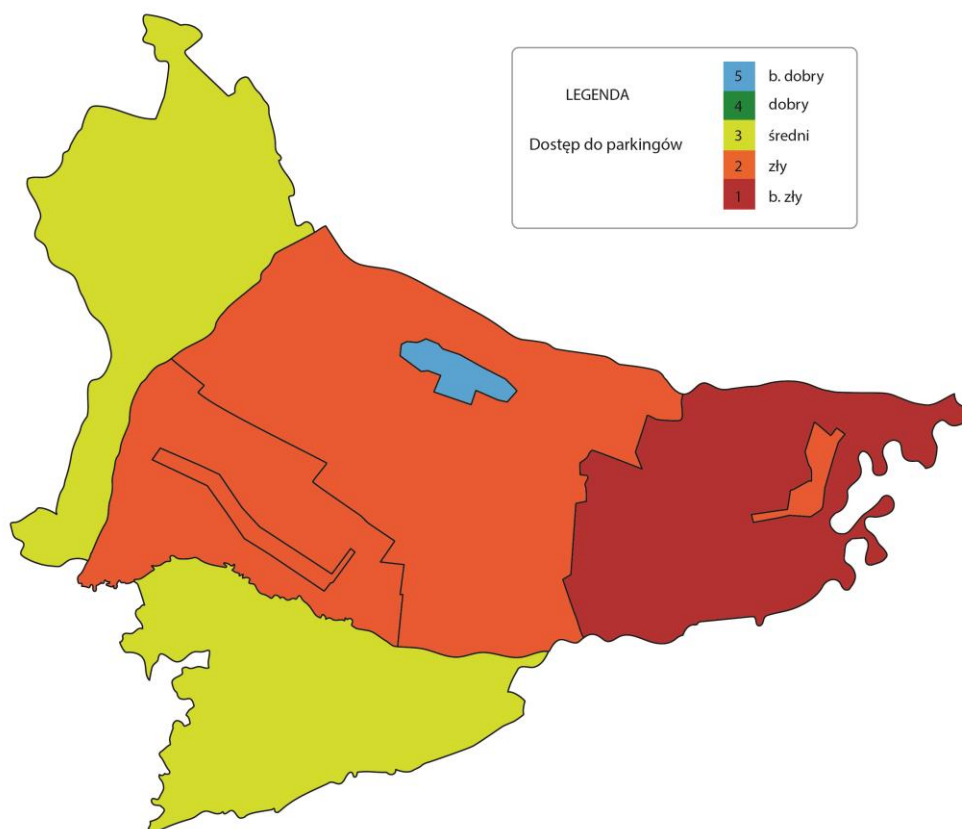 LEGENDA
Dostęp do parkingów
5 b. dobry
4 dobry
3 średni
2 zły
1 b. zły